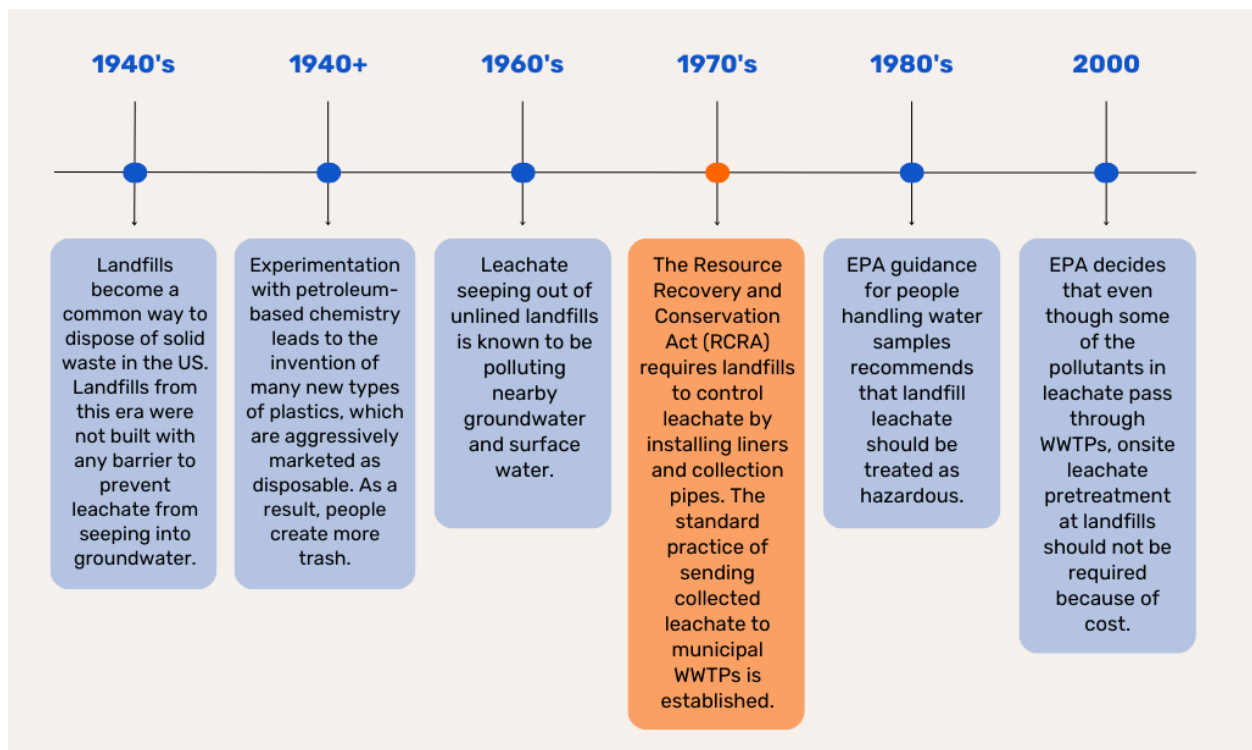 1940's
1940+
1960's
1970's
1980's
2000
Landfills
become a
common way to
dispose of solid
waste in the US.
Landfills from
this era were
not built with
any barrier to
prevent
leachate from
seeping into
groundwater.
Experimentation
with petroleum-
based chemistry
leads to the
invention of
many new types
of plastics, which
are aggressively
marketed as
disposable. As a
result, people
create more
trash.
Leachate
seeping out of
unlined landfills
is known to be
polluting
nearby
groundwater
and surface
water.
The Resource
Recovery and
Conservation
Act (RCRA)
requires landfills
to control
leachate by
installing liners
and collection
pipes. The
standard
practice of
sending
collected
leachate to
municipal
WWTPs is
established.
EPA guidance
for people
handling water
samples
recommends
that landfill
leachate
should be
treated as
hazardous.
EPA decides
that even
though some
of the
pollutants in
leachate pass
through
WWTPs, onsite
leachate
pretreatment
at landfills
should not be
required
because of
cost.